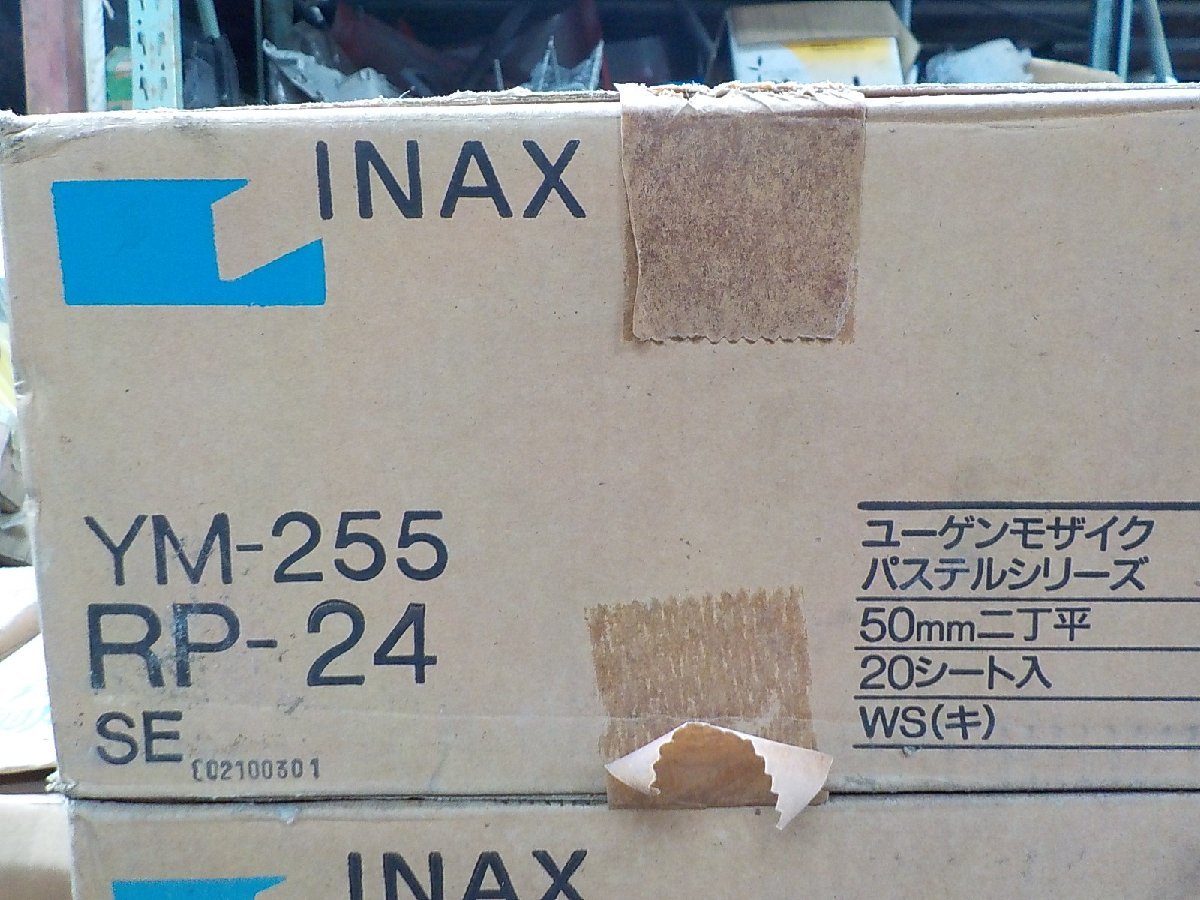 INAX
YM-255
RP-24
SE
C02100301
ユーゲンモザイク
パステルシリーズ
50mm二丁平
20シート入
WS(キ)
INAX